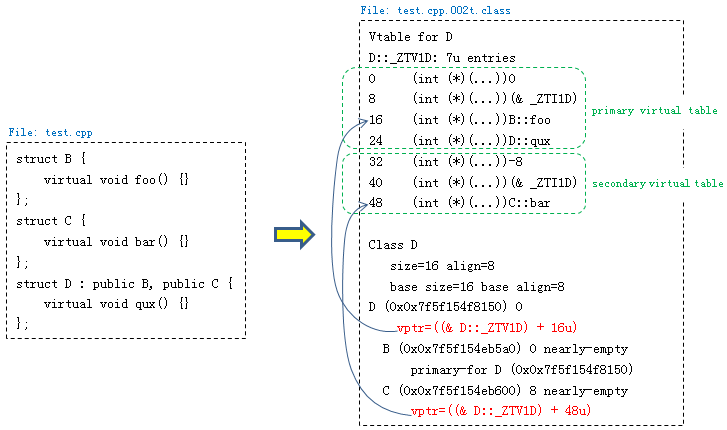 File: test.cpp
struct B {
virtual void foo() {}
};
struct C {
virtual void bar() {}
};
struct D : public B, public C {
virtual void qux() {}
};
File: test.cpp.002t.class
Vtable for D
D::_ZTV1D: 7u entries
0 (int (*)(...))0
8 (int (*)(...))(& _ZTI1D)
16 (int (*)(...))B::foo
24 (int (*)(...))D::qux
32 (int (*)(...))-8
40 (int (*)(...))(& _ZTI1D)
48 (int (*)(...))C::bar
primary virtual table
secondary virtual table
Class D
size=16 align=8
base size=16 base align=8
D (0x0x7f5f154f8150) 0
vptr=((& D::_ZTV1D) + 16u)
B (0x0x7f5f154eb5a0) 0 nearly-empty
primary-for D (0x0x7f5f154f8150)
C (0x0x7f5f154eb600) 8 nearly-empty
vptr=((& D::_ZTV1D) + 48u)